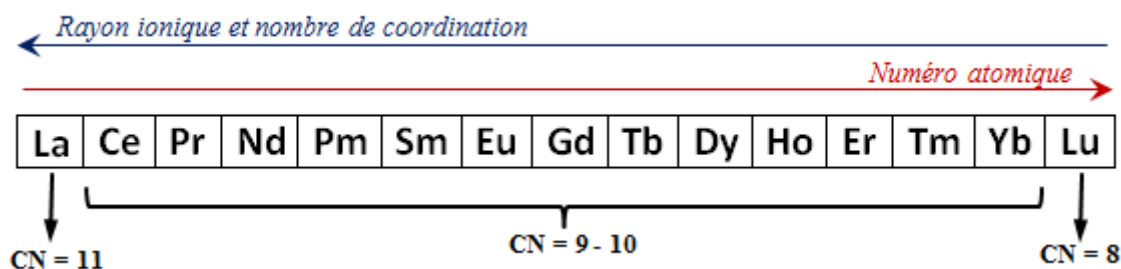 Rayon ionique et nombre de coordination
Numéro atomique
La Ce Pr Nd Pm Sm Eu Gd Tb Dy Ho Er Tm Yb Lu
CN = 11
CN = 9 - 10
CN = 8